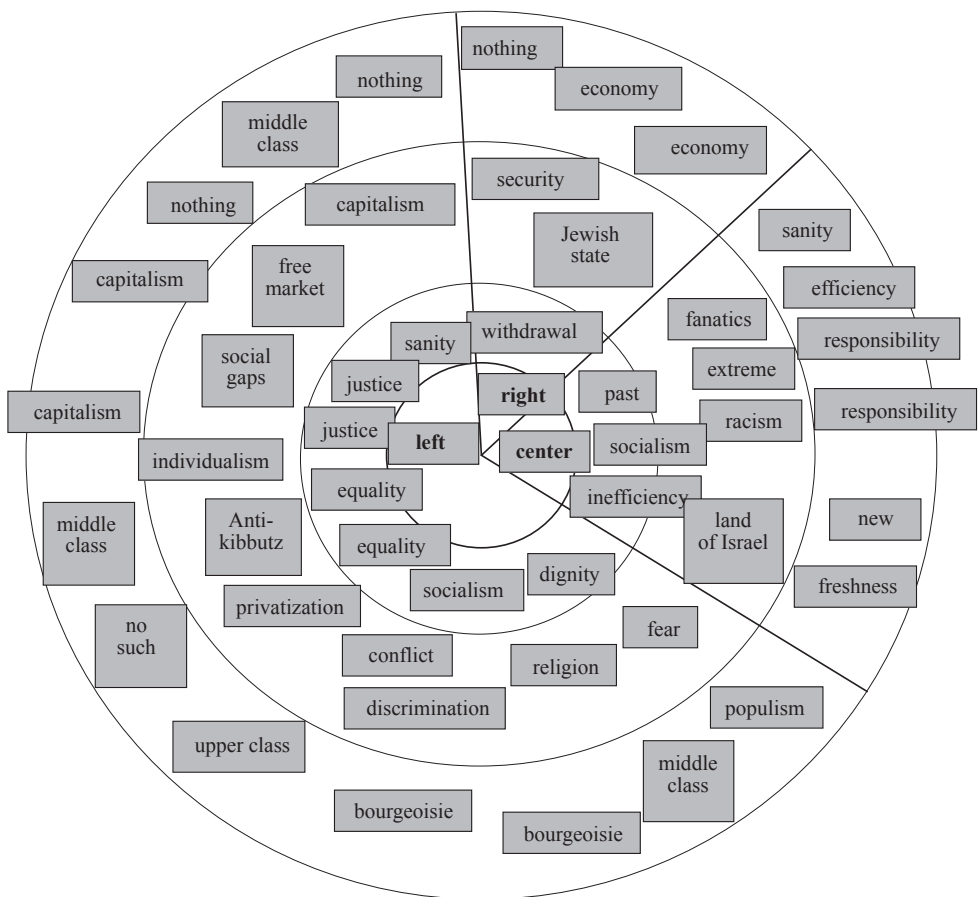 nothing
nothing
economy
middle
class
economy
security
nothing
capitalism
Jewish
state
sanity
free
market
capitalism
efficiency
fanatics
withdrawal
sanity
responsibility
social
gaps
extreme
justice
right
past
capitalism
racism
responsibility
justice
left
center
socialism
individualism
equality
inefficiency
middle
class
Anti-
kibbutz
land
of Israel
new
equality
dignity
socialism
freshness
privatization
no
such
fear
conflict
religion
discrimination
populism
upper class
middle
class
bourgeoisie
bourgeoisie